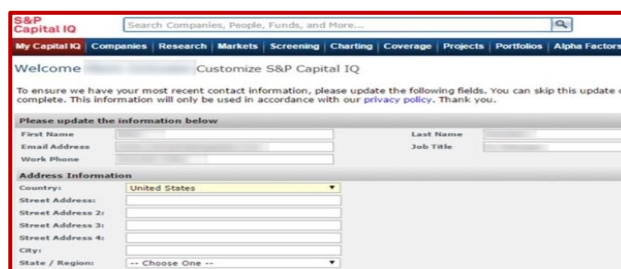 S&P
Capital IQ
Search Companies, People, Funds, and More...
My Capital IQ Companies Research Markets Screening Charting Coverage Projects Portfolios Alpha Factors
Welcome Customize S&P Capital IQ
To ensure we have your most recent contact information, please update the following fields. You can skip this update
complete. This information will only be used in accordance with our privacy policy. Thank you.
Please update the information below
First Name Last Name
Email Address Job Title
Work Phone
Address Information
Country: United States
Street Address:
Street Address 2:
Street Address 3:
Street Address 4:
City:
State / Region: -- Choose One --